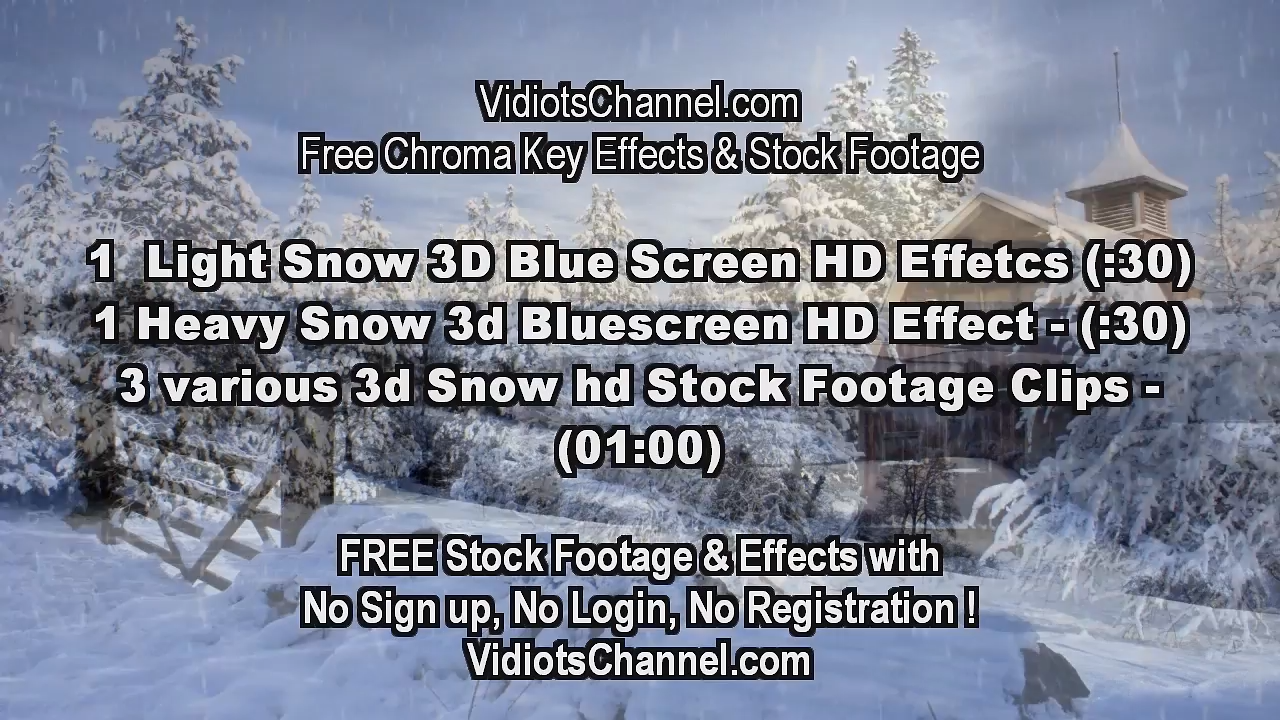 VidiotsChannel.com
Free Chroma Key Effects & Stock Footage
1 Light Snow 3D Blue Screen HD Effetcs (:30)
1 Heavy Snow 3d Bluescreen HD Effect - (:30)
3 various 3d Snow hd Stock Footage Clips -
(01:00)
FREE Stock Footage & Effects with
No Sign up, No Login, No Registration !
VidiotsChannel.com